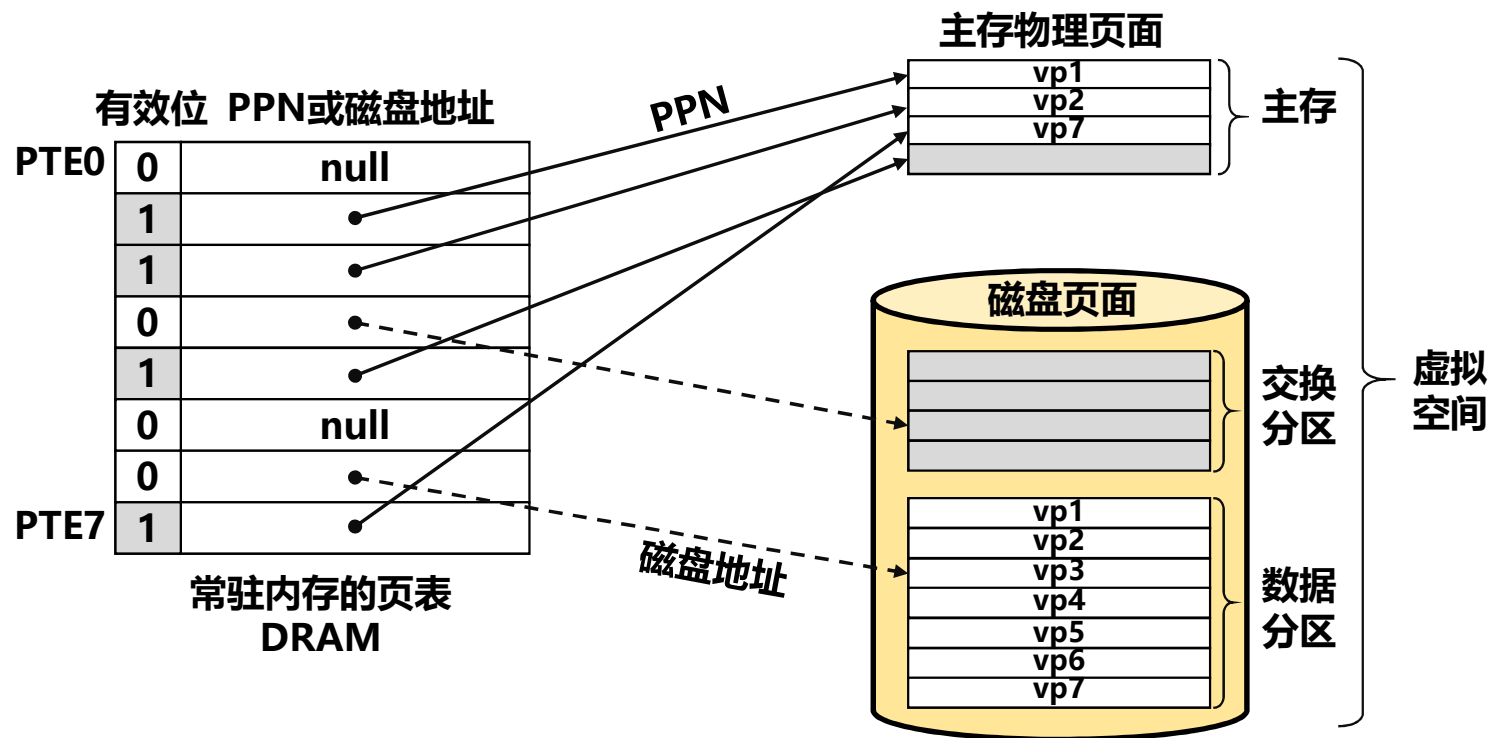 主存物理页面
vp1
vp2
vp7
主存
PPN
有效位 PPN或磁盘地址
PTE0 0 null
1
1
0
1
0 null
0
PTE7 1
常驻内存的页表
DRAM
磁盘地址
磁盘页面
交换
分区
vp1
vp2
vp3
vp4
vp5
vp6
vp7
数据
分区
虚拟
空间